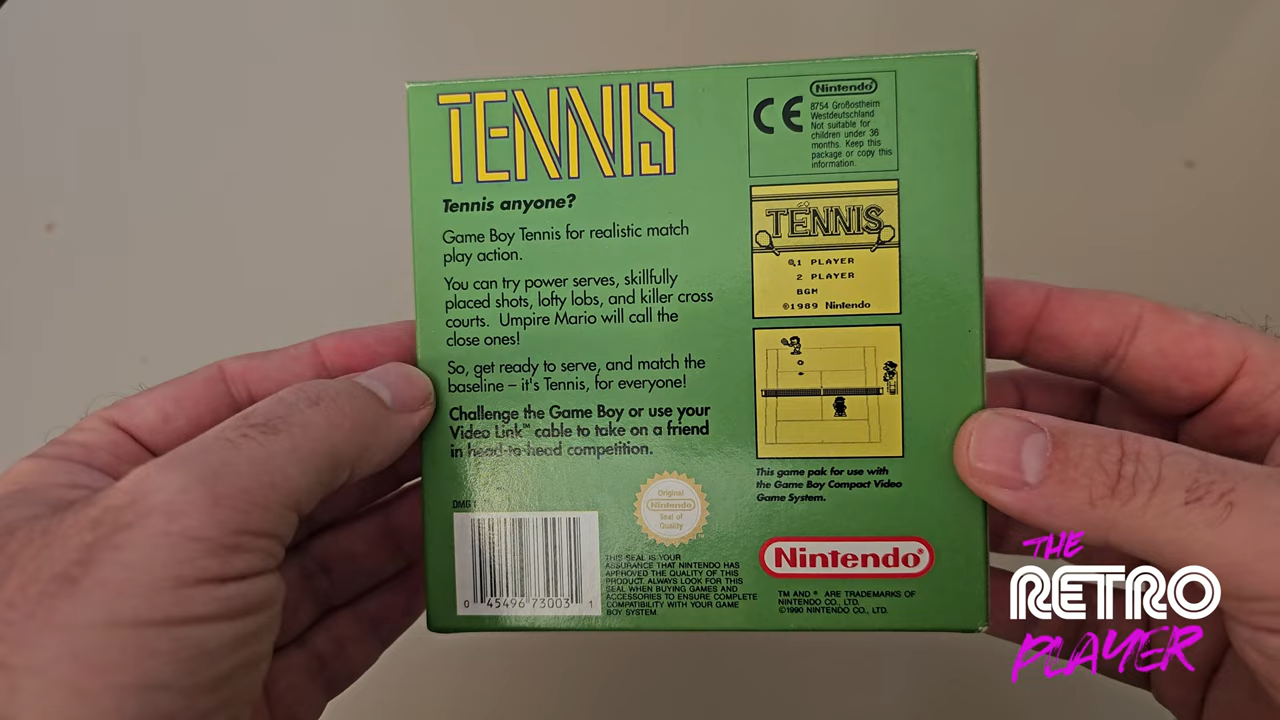 TENNIS
Tennis anyone?
Game Boy Tennis for realistic match
play action.
You can try power serves, skillfully
placed shots, lofty lobs, and killer cross
courts. Umpire Mario will call the
close ones!
So, get ready to serve, and match the
baseline – it's Tennis, for everyone!
Challenge the Game Boy or use your
Video Link™ cable to take on a friend
in head-to-head competition.
DMG
0 45496 73003 1
Original
Nintendo
Seal of
Quality
THIS SEAL IS YOUR
ASSURANCE THAT NINTENDO HAS
APPROVED THE QUALITY OF THIS
PRODUCT. ALWAYS LOOK FOR THIS
SEAL WHEN BUYING GAMES AND
ACCESSORIES TO ENSURE COMPLETE
COMPATIBILITY WITH YOUR GAME
BOY SYSTEM.
CE
Nintendo
8754 Großostheim
Westdeutschland
Not suitable for
children under 36
months. Keep this
package or copy this
information.
TENNIS
1 PLAYER
2 PLAYER
BGM
©1989 Nintendo
This game pak for use with
the Game Boy Compact Video
Game System.
Nintendo®
TM AND ® ARE TRADEMARKS OF
NINTENDO CO., LTD.
©1990 NINTENDO CO., LTD.
THE
RETRO
PLAYER